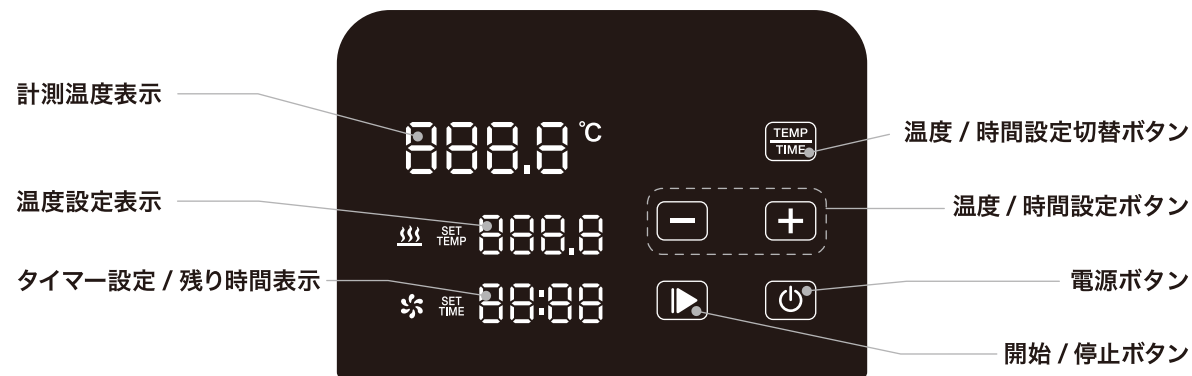 計測温度表示
888.8 ℃
TEMP
TIME
温度 / 時間設定切替ボタン
温度設定表示
SET
TEMP
888.8
温度 / 時間設定ボタン
タイマー設定 / 残り時間表示
SET
TIME
88:88
電源ボタン
開始 / 停止ボタン